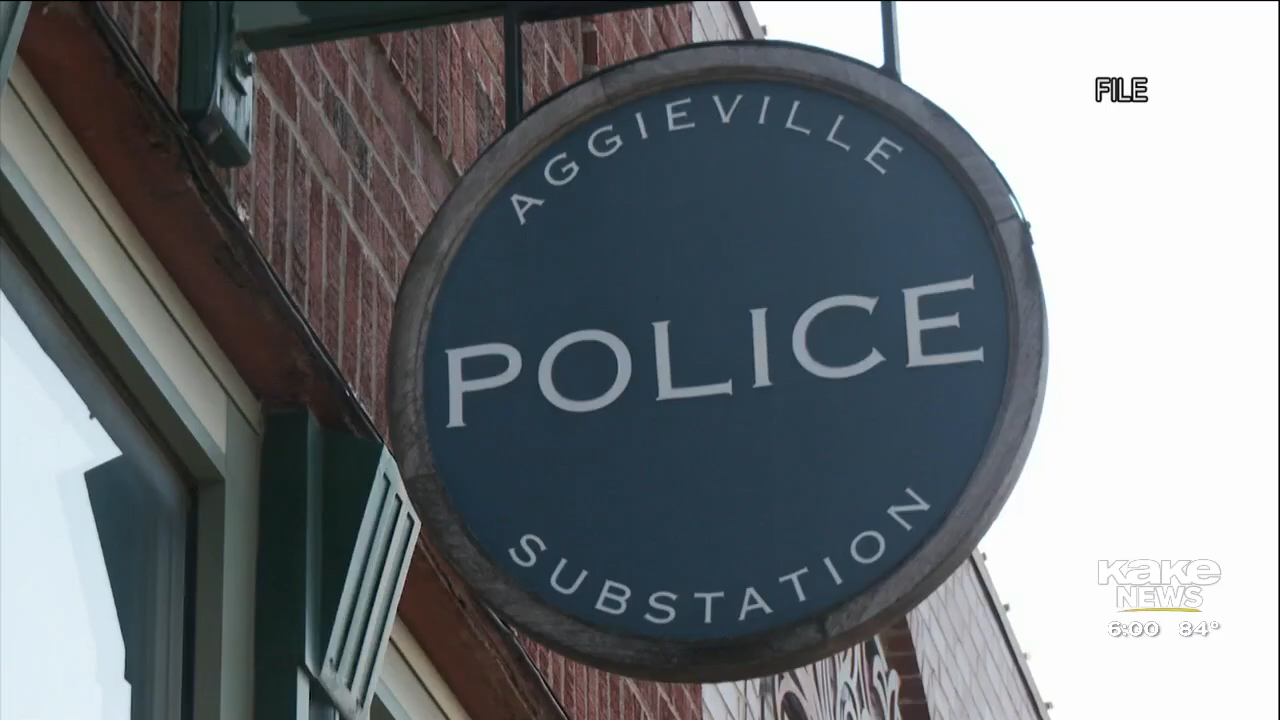 FILE
AGGIEVILLE
POLICE
SUBSTATION
KAKE
NEWS
6:00 84°